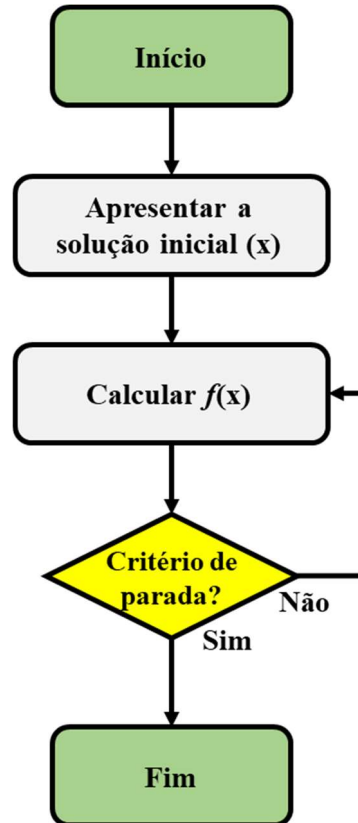 Início
Apresentar a
solução inicial (x)
Calcular f(x)
Critério de
parada?
Não
Sim
Fim